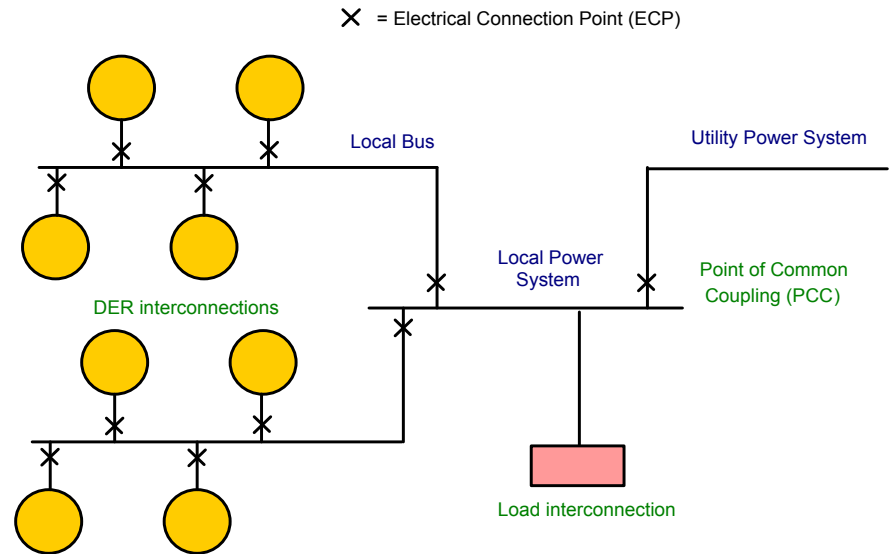 = Electrical Connection Point (ECP)
Local Bus
Utility Power System
Local Power
System
Point of Common
Coupling (PCC)
DER interconnections
Load interconnection